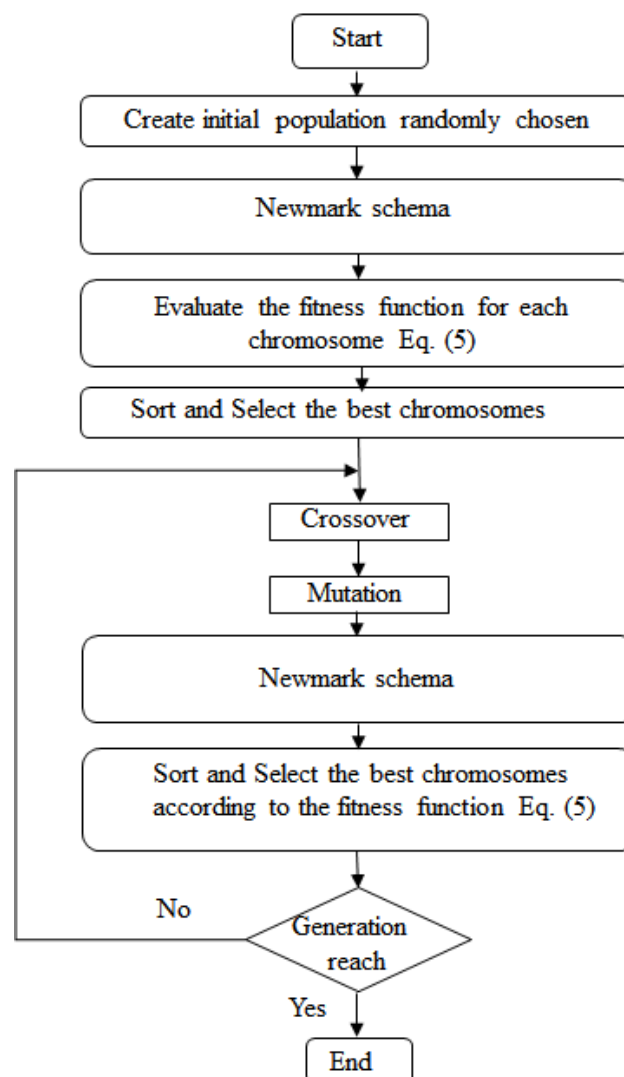 Start
Create initial population randomly chosen
Newmark schema
Evaluate the fitness function for each
chromosome Eq. (5)
Sort and Select the best chromosomes
Crossover
Mutation
Newmark schema
Sort and Select the best chromosomes
according to the fitness function Eq. (5)
No
Generation
reach
Yes
End